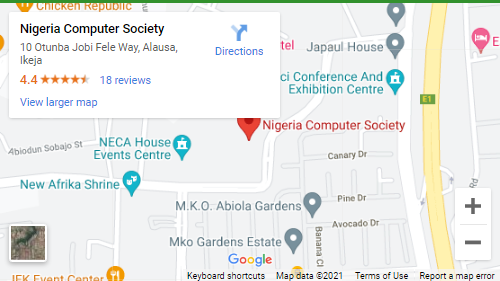 Chicken Republic
Nigeria Computer Society
10 Otunba Jobi Fele Way, Alausa,
Ikeja
4.4
18 reviews
View larger map
Directions
Japaul House
Conference And
Exhibition Centre
E1
Nigeria Computer Society
NECA House
Events Centre
Abiodun Sobajo St
New Afrika Shrine
Canary Dr
M.K.O. Abiola Gardens
Pine Dr
Avocado Dr
Mko Gardens Estate
Banana Cl
Google
Event Center
Keyboard shortcuts
Map data ©2021
Terms of Use
Report a map error